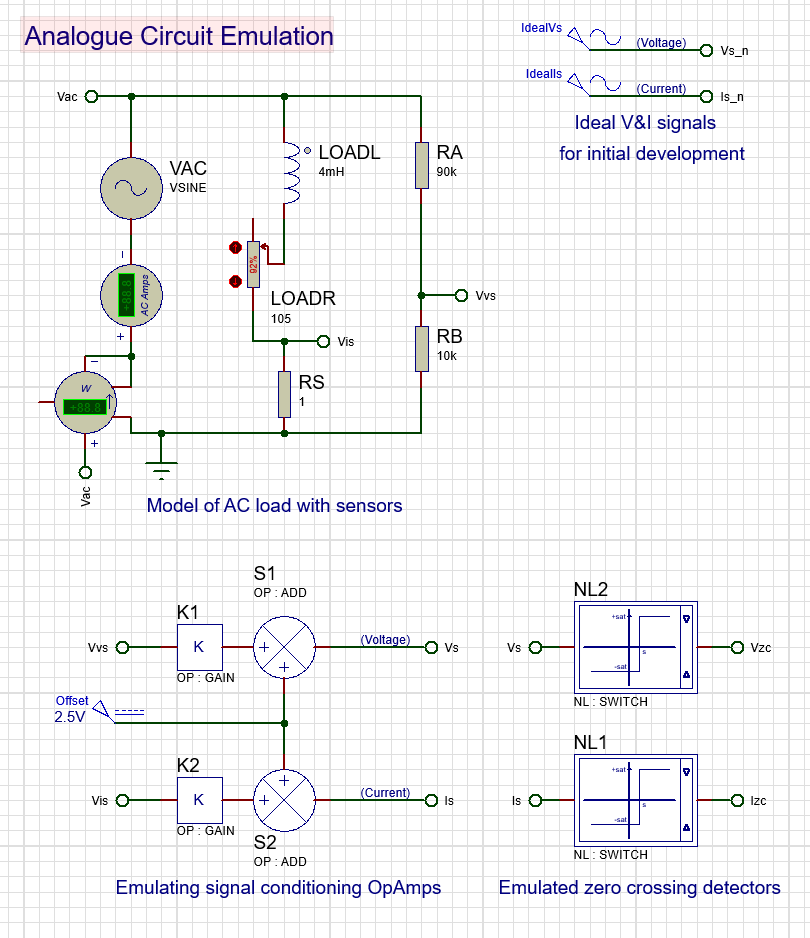 Analogue Circuit Emulation
IdealVs
(Voltage)
Vs_n
IdealIs
(Current)
Is_n
Ideal V&I signals
for initial development
Vac
VAC
VSINE
LOADL
4mH
RA
90k
AC Amps
+88.8
92%
LOADR
105
Vvs
Vis
RB
10k
RS
1
W
+88.8
Vac
Model of AC load with sensors
S1
OP : ADD
K1
Vvs
K
(Voltage)
Vs
OP : GAIN
Offset
2.5V
K2
Vis
K
(Current)
Is
OP : GAIN
S2
OP : ADD
Emulating signal conditioning OpAmps
NL2
Vs
+sat
s
-sat
Vzc
NL : SWITCH
NL1
Is
+sat
s
-sat
Izc
NL : SWITCH
Emulated zero crossing detectors